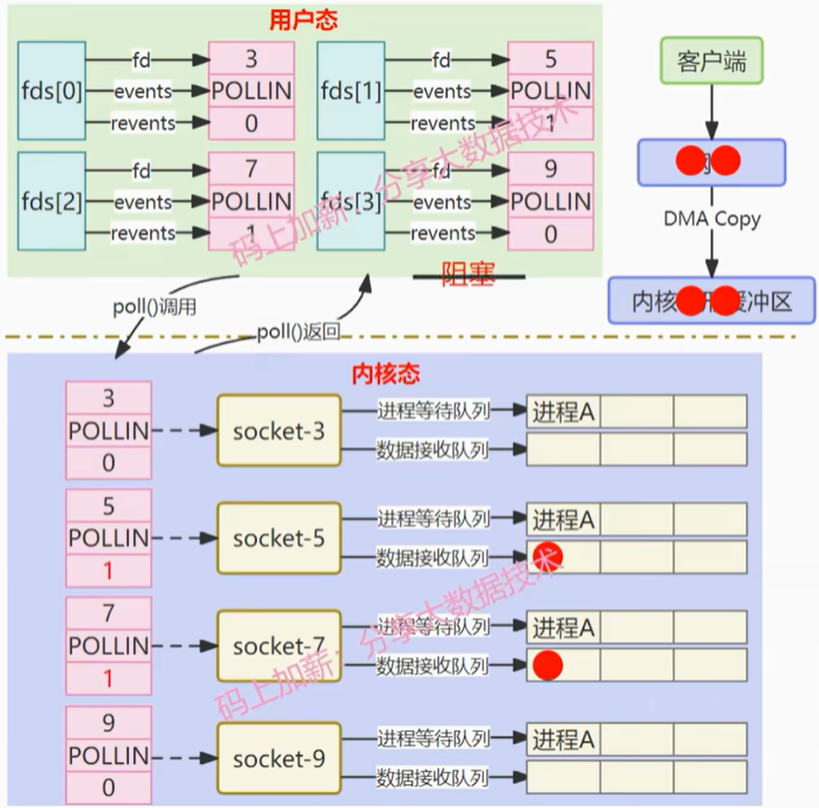 用户态
fds[0]
fd
3
events
POLLIN
revents
0
fds[1]
fd
5
events
POLLIN
revents
1
fds[2]
fd
7
events
POLLIN
revents
1
fds[3]
fd
9
events
POLLIN
revents
0
码上加薪：分享大数据技术
客户端
DMA Copy
内核
缓冲区
阻塞
poll()调用
poll()返回
内核态
3
POLLIN
0
socket-3
进程等待队列
进程A
数据接收队列
5
POLLIN
1
socket-5
进程等待队列
进程A
数据接收队列
7
POLLIN
1
socket-7
进程等待队列
进程A
数据接收队列
9
POLLIN
0
socket-9
进程等待队列
进程A
数据接收队列
码上加薪：分享大数据技术